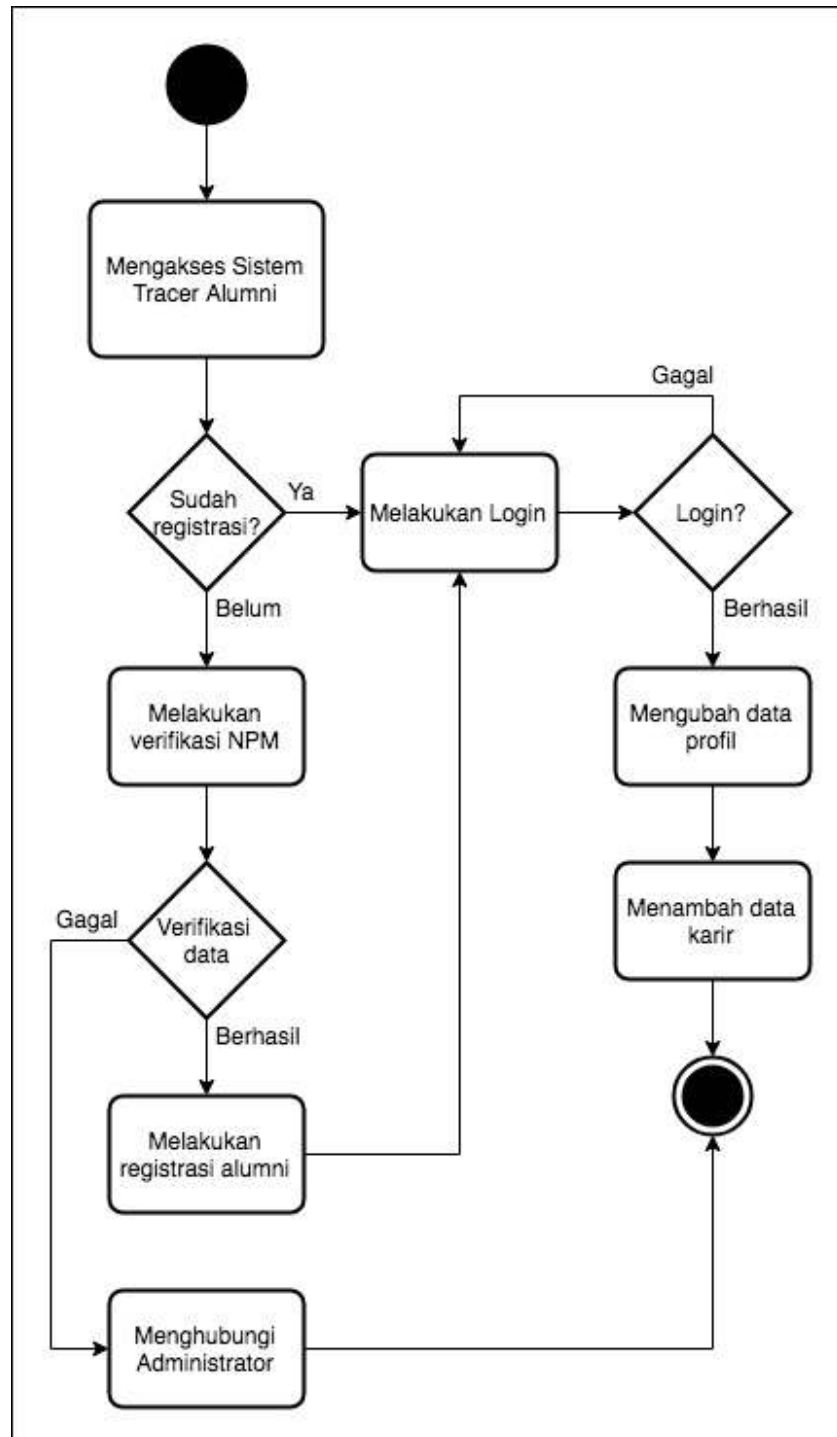 Mengakses Sistem
Tracer Alumni
Gagal
Sudah
registrasi?
Ya
Melakukan Login
Login?
Belum
Berhasil
Melakukan
verifikasi NPM
Mengubah data
profil
Gagal
Verifikasi
data
Menambah data
karir
Berhasil
Melakukan
registrasi alumni
Menghubungi
Administrator